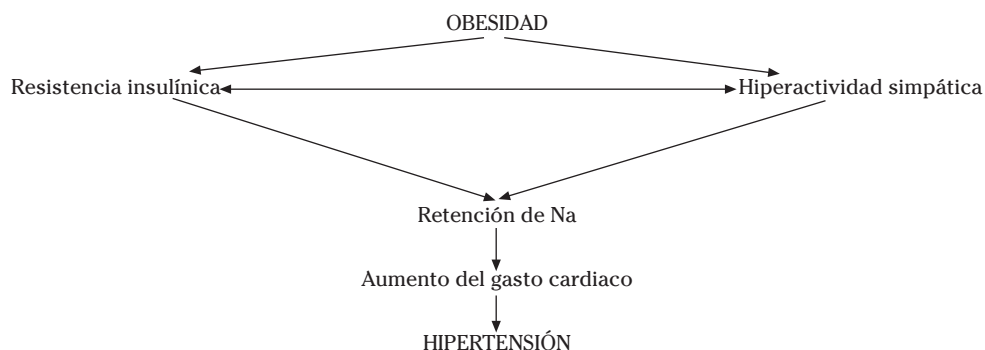 OBESIDAD
Resistencia insulínica Hiperactividad simpática
Retención de Na
Aumento del gasto cardiaco
HIPERTENSIÓN